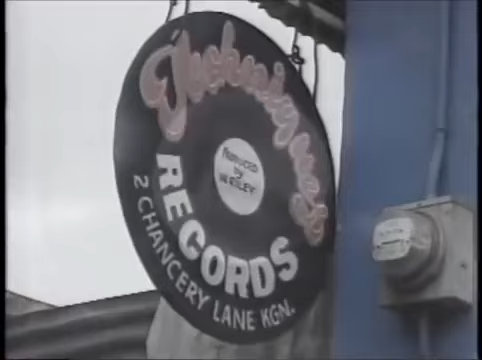 Techniques
RECORDS
PRODUCED
by
W. RILEY
2 CHANCERY LANE KGN.